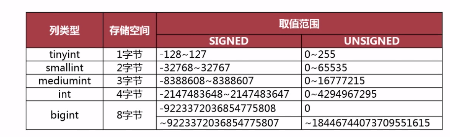 列类型 存储空间 取值范围
SIGNED UNSIGNED
tinyint 1字节 -128~127 0~255
smallint 2字节 -32768~32767 0~65535
mediumint 3字节 -8388608~8388607 0~16777215
int 4字节 -2147483648~2147483647 0~4294967295
bigint 8字节 -9223372036854775808 0
~9223372036854775807 ~18446744073709551615